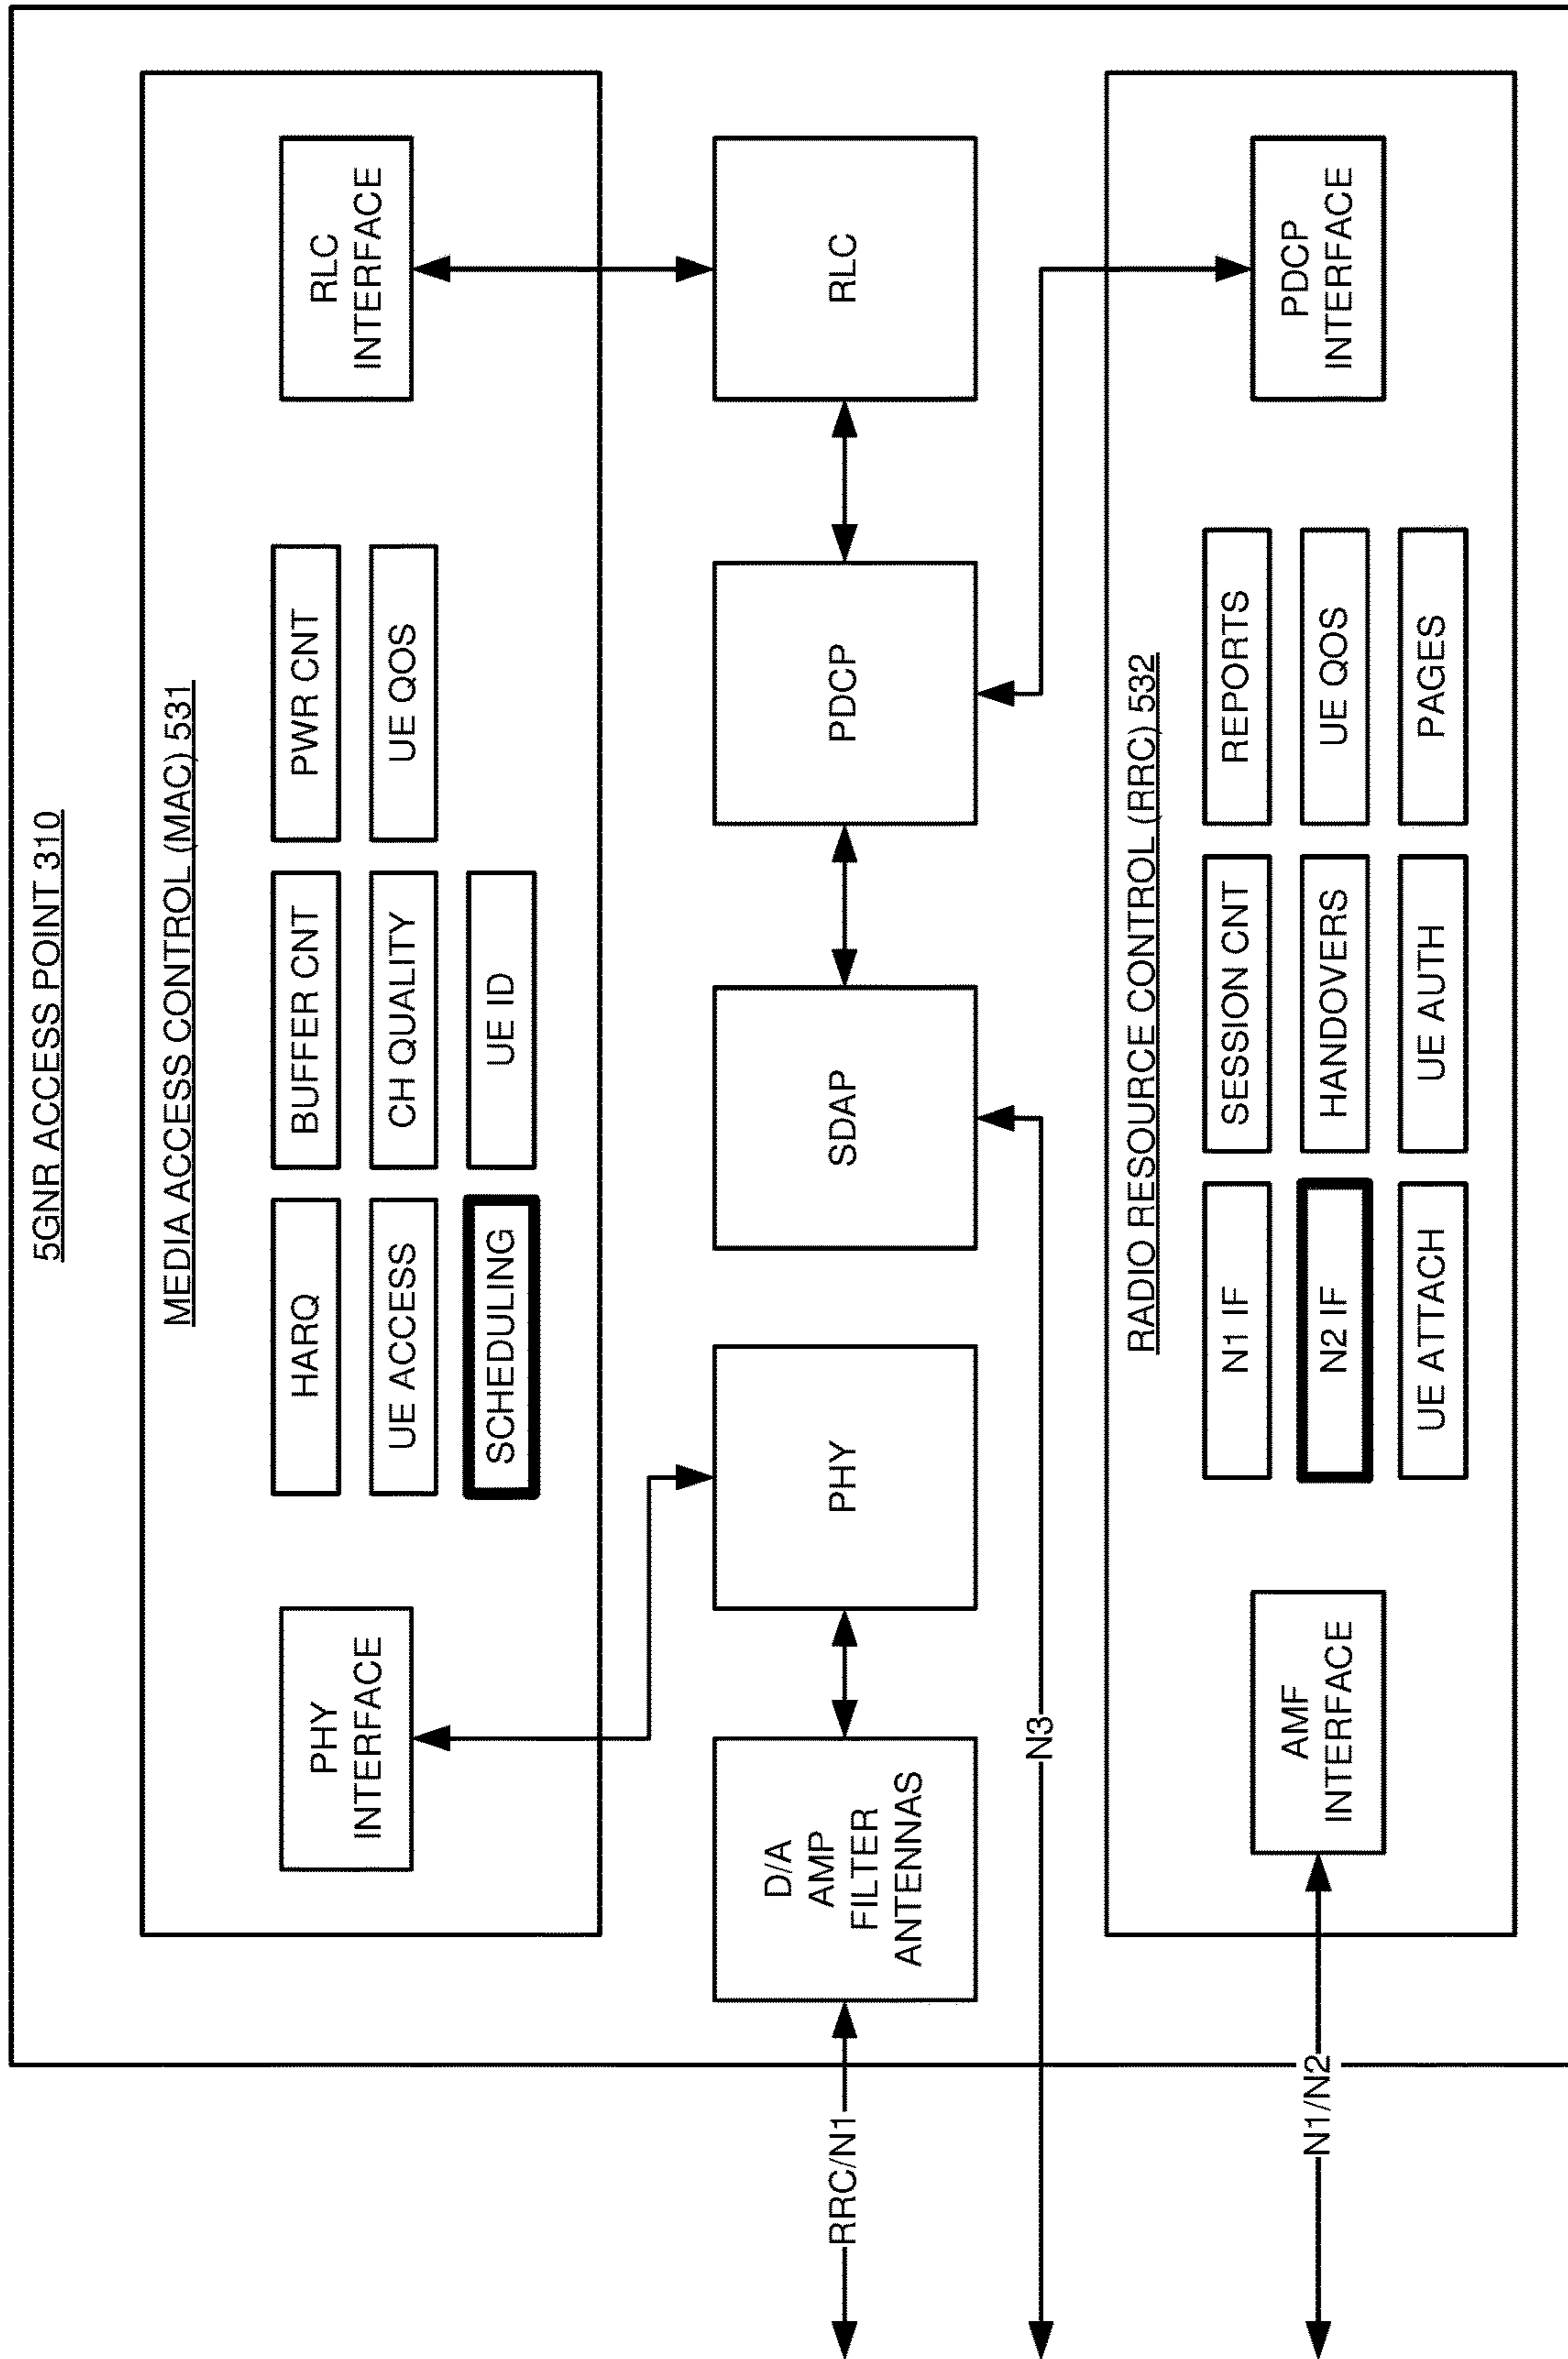 5GNR ACCESS POINT 310
MEDIA ACCESS CONTROL (MAC) 531
PHY
INTERFACE
HARQ
BUFFER CNT
PWR CNT
UE ACCESS
CH QUALITY
UE QOS
SCHEDULING
UE ID
RLC
INTERFACE
RRC/N1
D/A
AMP
FILTER
ANTENNAS
PHY
SDAP
PDCP
RLC
N3
RADIO RESOURCE CONTROL (RRC) 532
N1/N2
AMF
INTERFACE
N1 IF
SESSION CNT
REPORTS
N2 IF
HANDOVERS
UE QOS
UE ATTACH
UE AUTH
PAGES
PDCP
INTERFACE